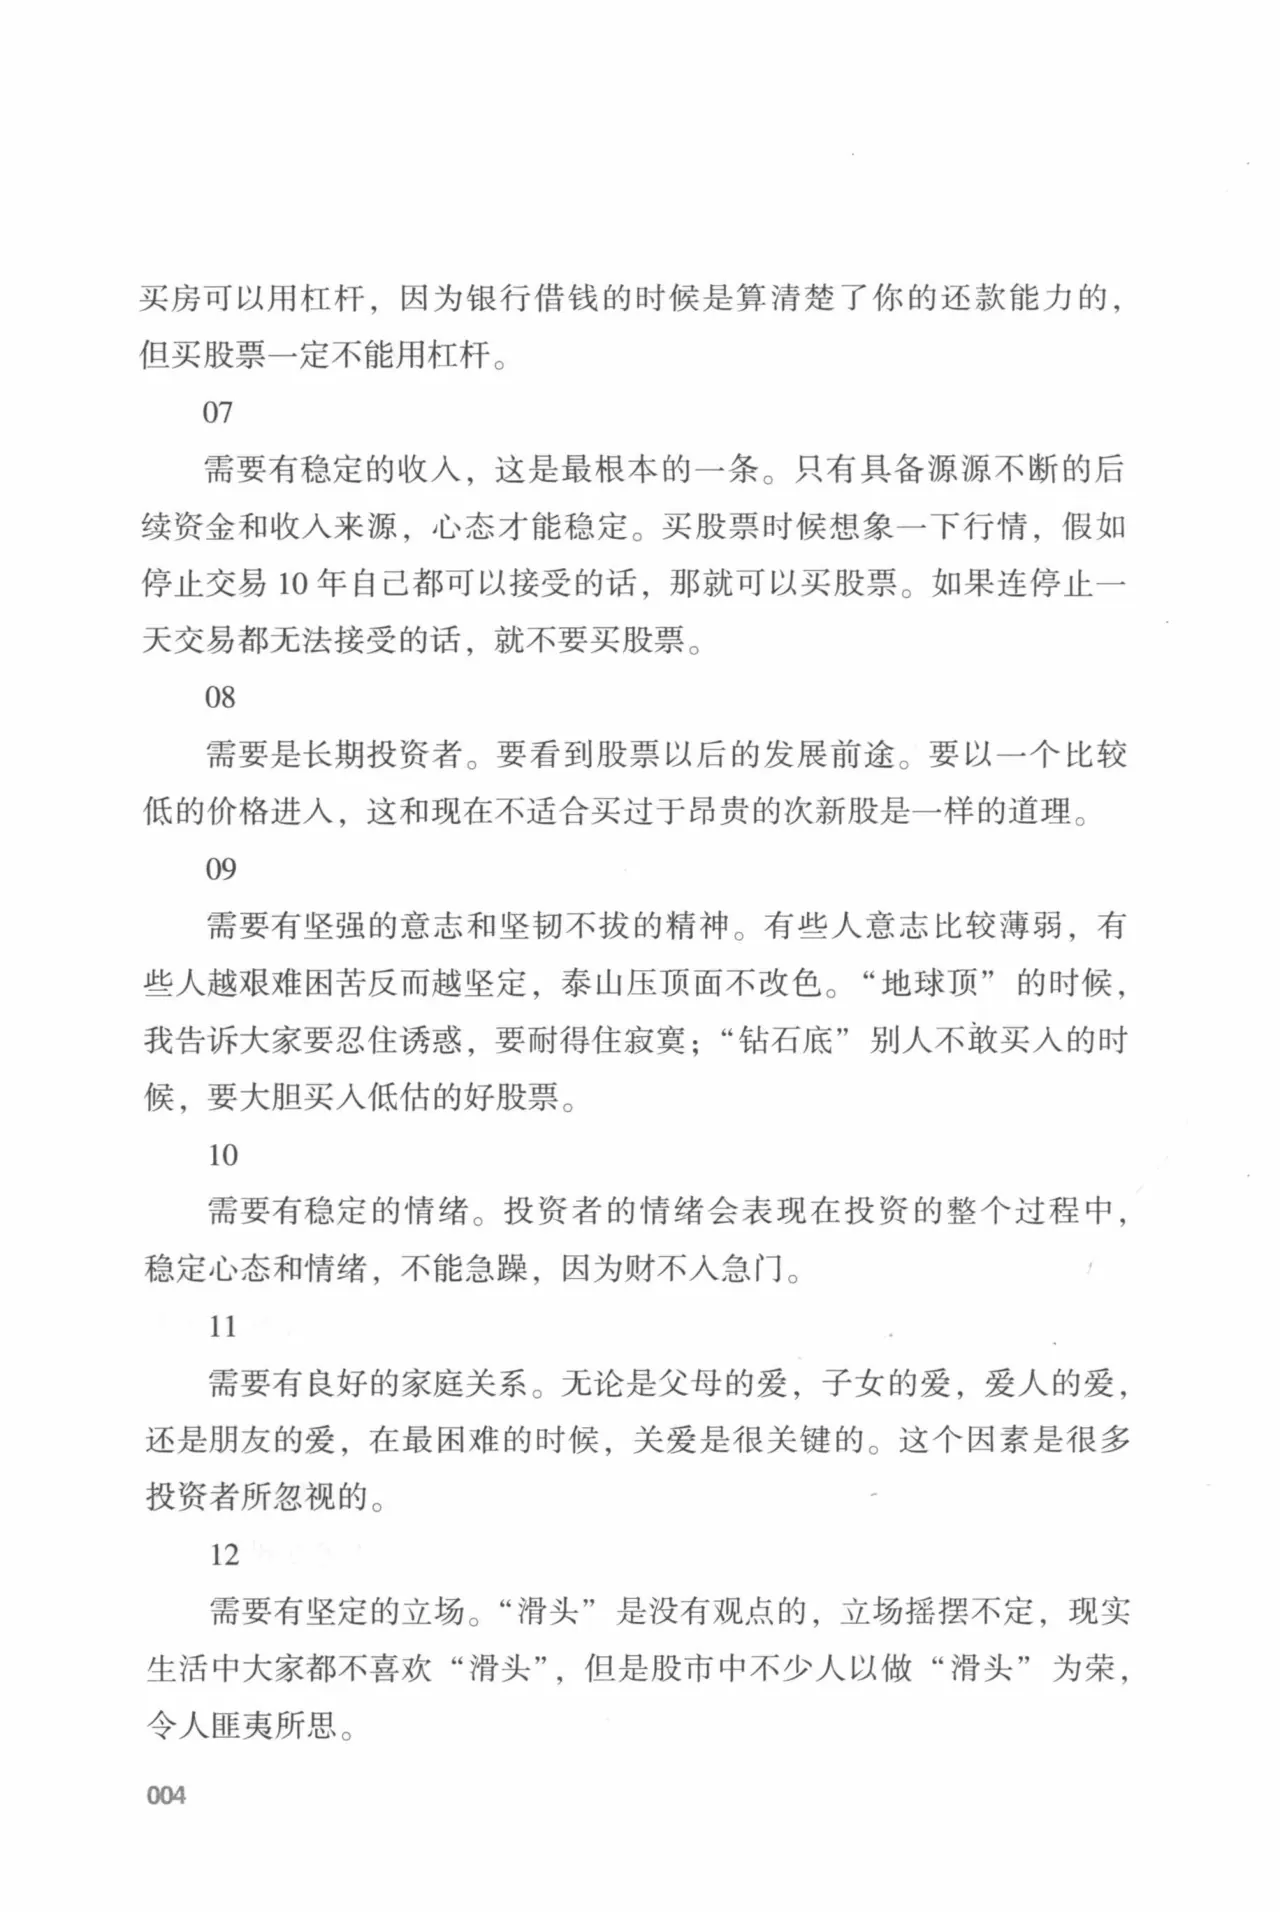 买房可以用杠杆，因为银行借钱的时候是算清楚了你的还款能力的，
但买股票一定不能用杠杆。
07
需要有稳定的收入，这是最根本的一条。只有具备源源不断的后
续资金和收入来源，心态才能稳定。买股票时候想象一下行情，假如
停止交易 10 年自己都可以接受的话，那就可以买股票。如果连停止一
天交易都无法接受的话，就不要买股票。
08
需要是长期投资者。要看到股票以后的发展前途。要以一个比较
低的价格进入，这和现在不适合买过于昂贵的次新股是一样的道理。
09
需要有坚强的意志和坚韧不拔的精神。有些人意志比较薄弱，有
些人越艰难困苦反而越坚定，泰山压顶面不改色。“地球顶”的时候，
我告诉大家要忍住诱惑，要耐得住寂寞；“钻石底”别人不敢买入的时
候，要大胆买入低估的好股票。
10
需要有稳定的情绪。投资者的情绪会表现在投资的整个过程中，
稳定心态和情绪，不能急躁，因为财不入急门。
11
需要有良好的家庭关系。无论是父母的爱，子女的爱，爱人的爱，
还是朋友的爱，在最困难的时候，关爱是很关键的。这个因素是很多
投资者所忽视的。
12
需要有坚定的立场。“滑头”是没有观点的，立场摇摆不定，现实
生活中大家都不喜欢“滑头”，但是股市中不少人以做“滑头”为荣，
令人匪夷所思。
004